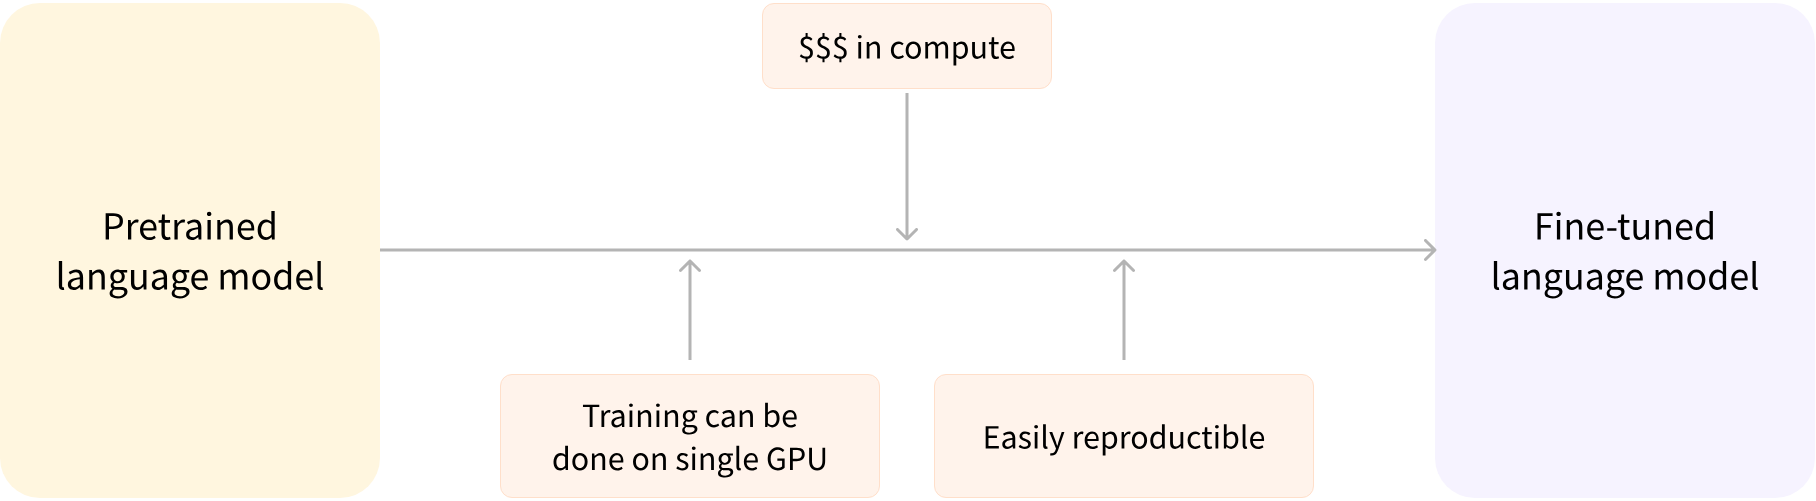 $$$ in compute
Pretrained
language model
Fine-tuned
language model
Training can be
done on single GPU
Easily reproductible